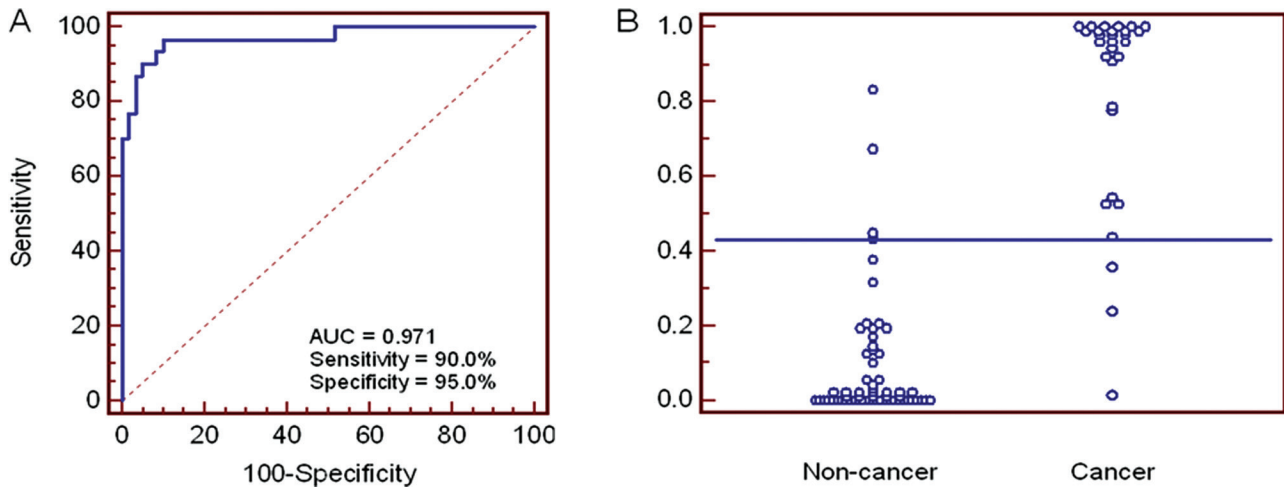 A
100
80
60
40
20
0
Sensitivity
AUC = 0.971
Sensitivity = 90.0%
Specificity = 95.0%
0 20 40 60 80 100
100-Specificity
B
1.0
0.8
0.6
0.4
0.2
0.0
Non-cancer Cancer